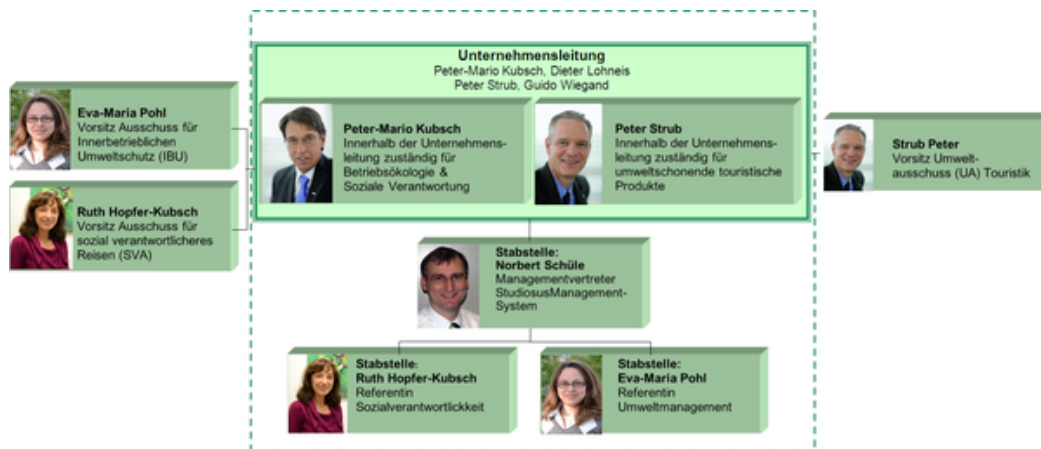 Unternehmensleitung
Peter-Mario Kubsch, Dieter Lohneis
Peter Strub, Guido Wiegand
Eva-Maria Pohl
Vorsitz Ausschuss für
Innerbetrieblichen
Umweltschutz (IBU)
Ruth Hopfer-Kubsch
Vorsitz Ausschuss für
sozial verantwortlicheres
Reisen (SVA)
Peter-Mario Kubsch
Innerhalb der Unternehmens-
leitung zuständig für
Betriebsökologie &
Soziale Verantwortung
Peter Strub
Innerhalb der Unternehmens-
leitung zuständig für
umweltschonende touristische
Produkte
Strub Peter
Vorsitz Umwelt-
ausschuss (UA) Touristik
Stabstelle:
Norbert Schüle
Managementvertreter
StudiosusManagement-
System
Stabstelle:
Ruth Hopfer-Kubsch
Referentin
Sozialverantwortlickkeit
Stabstelle:
Eva-Maria Pohl
Referentin
Umweltmanagement